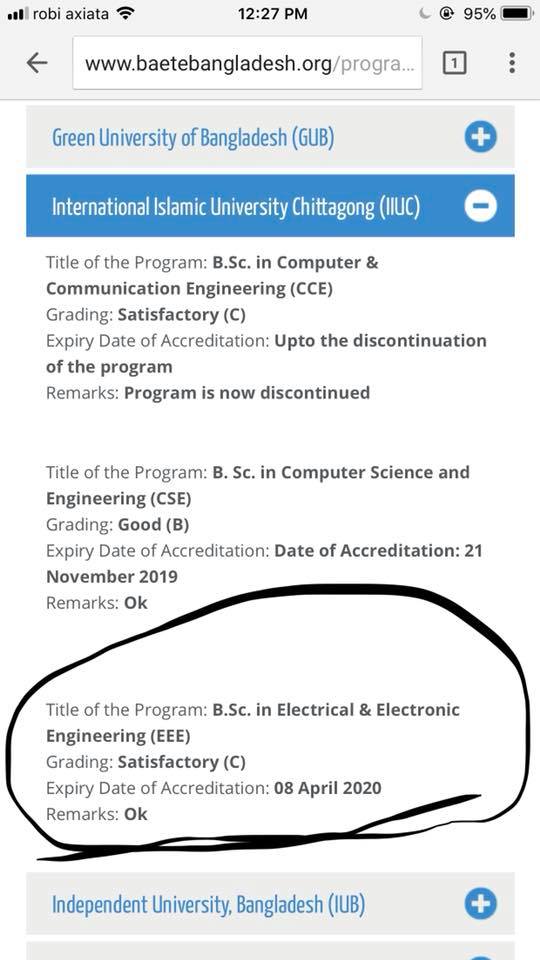 robi axiata 12:27 PM 95%
www.baetebangladesh.org/progra... 1
Green University of Bangladesh (GUB)
International Islamic University Chittagong (IIUC)
Title of the Program: B.Sc. in Computer &
Communication Engineering (CCE)
Grading: Satisfactory (C)
Expiry Date of Accreditation: Upto the discontinuation
of the program
Remarks: Program is now discontinued
Title of the Program: B. Sc. in Computer Science and
Engineering (CSE)
Grading: Good (B)
Expiry Date of Accreditation: Date of Accreditation: 21
November 2019
Remarks: Ok
Title of the Program: B.Sc. in Electrical & Electronic
Engineering (EEE)
Grading: Satisfactory (C)
Expiry Date of Accreditation: 08 April 2020
Remarks: Ok
Independent University, Bangladesh (IUB)